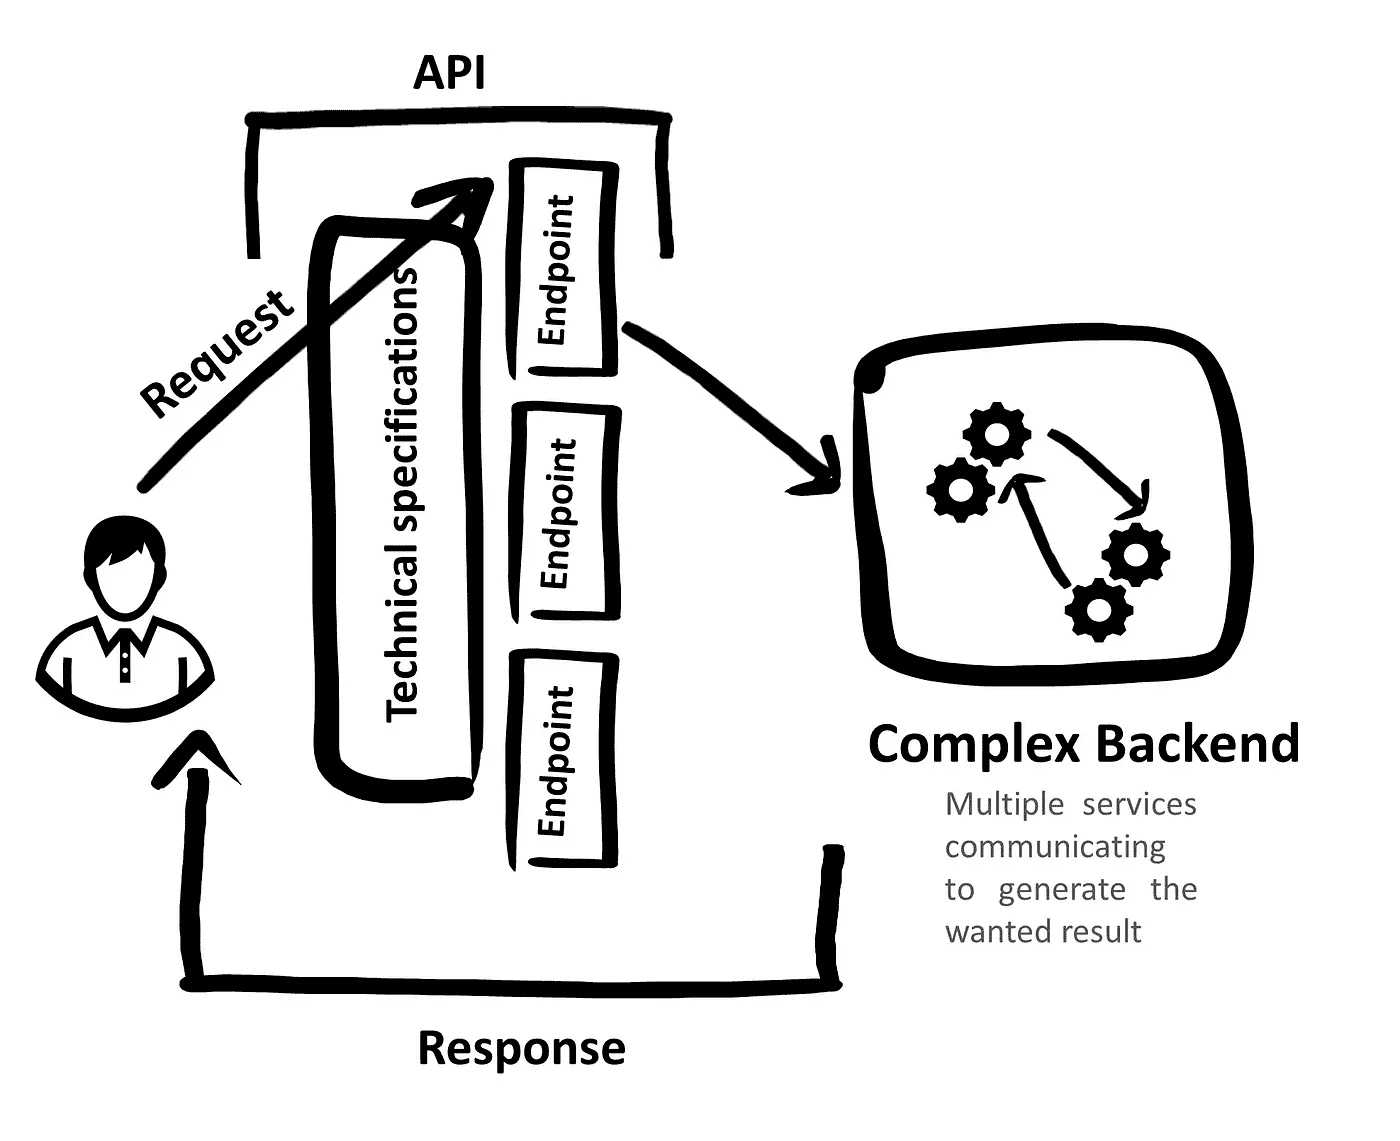 API
Request
Technical specifications
Endpoint
Endpoint
Endpoint
Complex Backend
Multiple services
communicating
to generate the
wanted result
Response